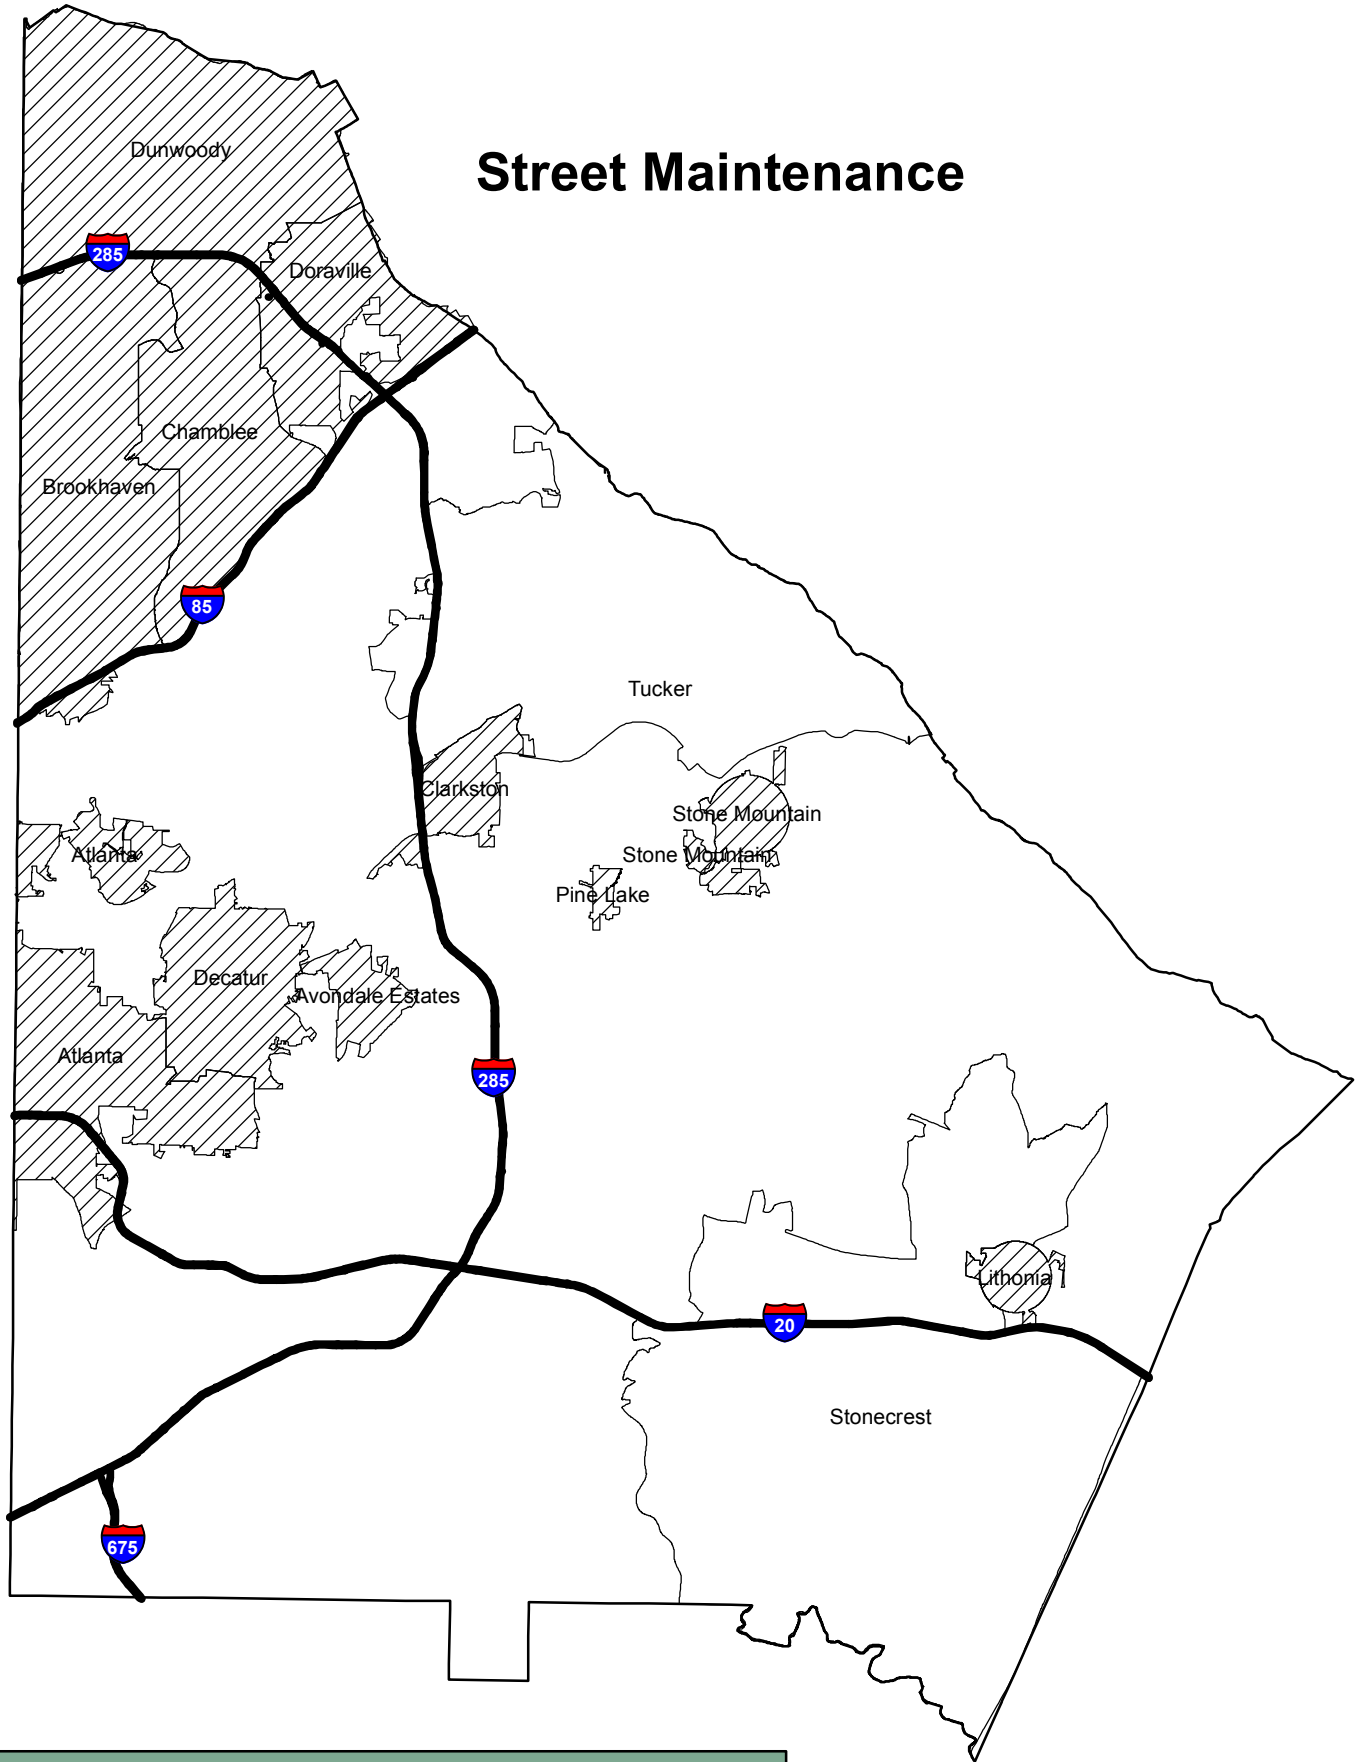 Street Maintenance
Dunwoody
285
Doraville
Chamblee
Brookhaven
85
Tucker
Clarkston
Stone Mountain
Atlanta
Stone Mountain
Pine Lake
Decatur
Avondale Estates
Atlanta
285
Lithonia
20
Stonecrest
675